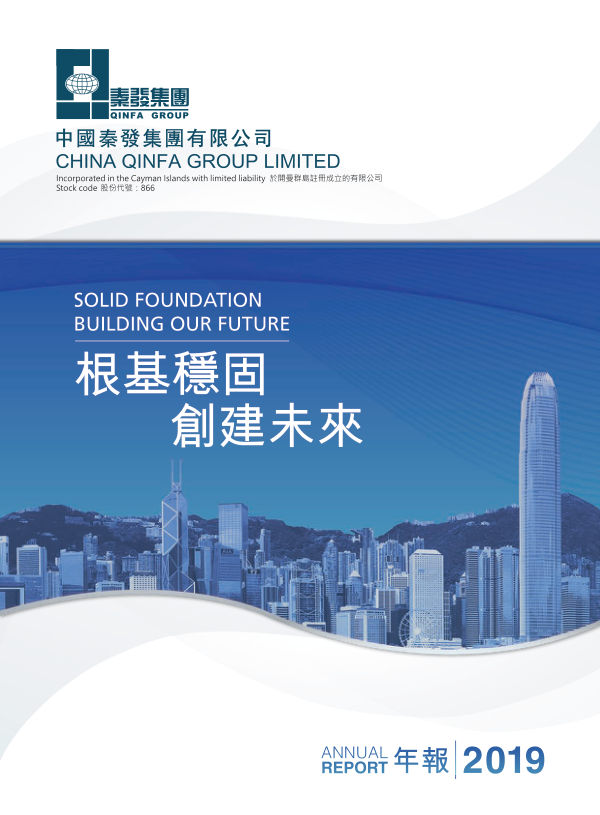 秦發集團
QINFA GROUP
中國秦發集團有限公司
CHINA QINFA GROUP LIMITED
Incorporated in the Cayman Islands with limited liability 於開曼群島註冊成立的有限公司
Stock code 股份代號：866
SOLID FOUNDATION
BUILDING OUR FUTURE
根基穩固
創建未來
ANNUAL
REPORT 年報 2019